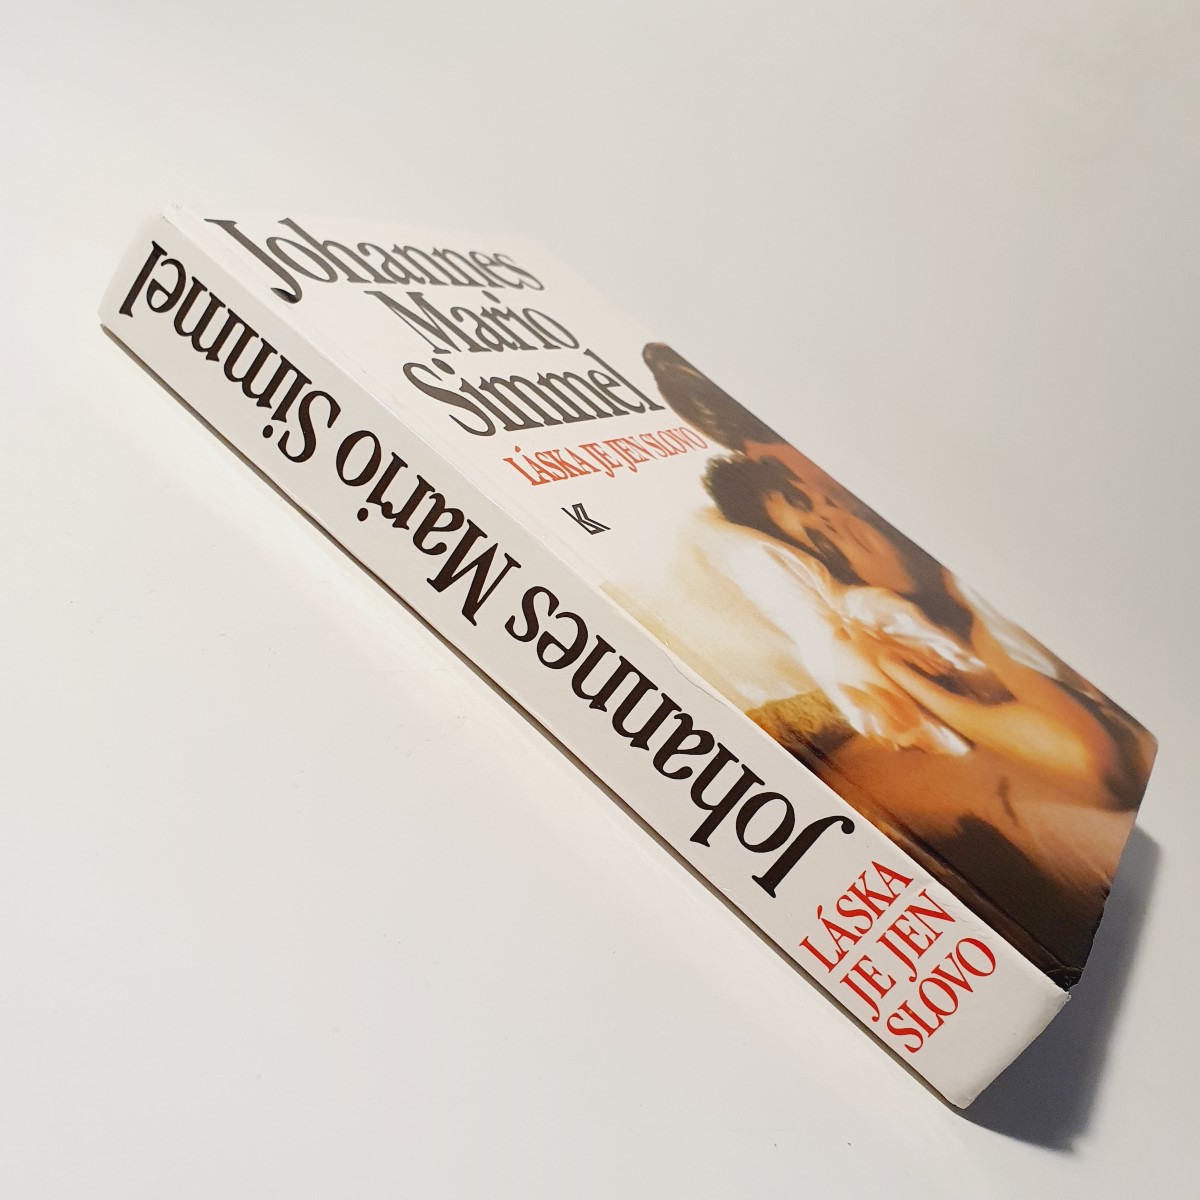 Johannes
Mario
Simmel
LÁSKA JE JEN SLOVO
Johannes Mario Simmel
LÁSKA
JE JEN
SLOVO